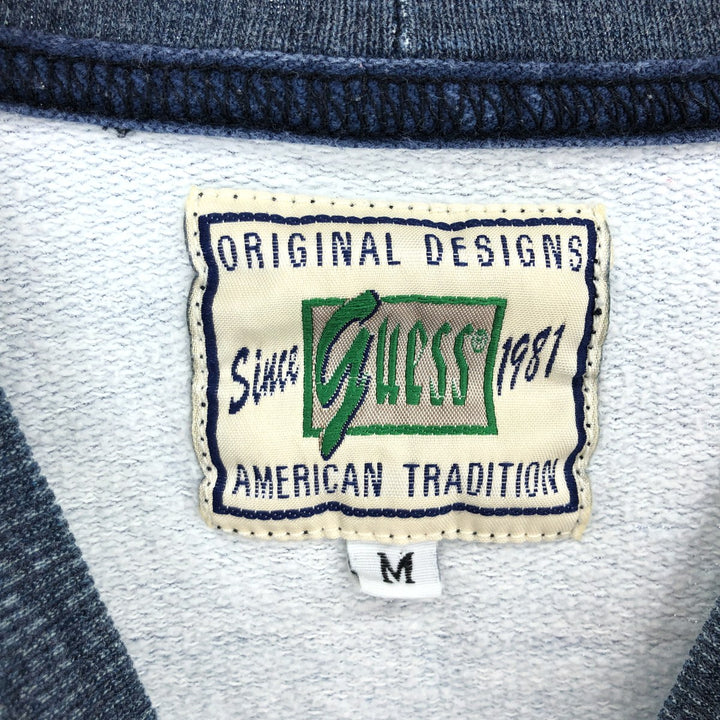 ORIGINAL DESIGNS
Since Guess® 1981
AMERICAN TRADITION
M